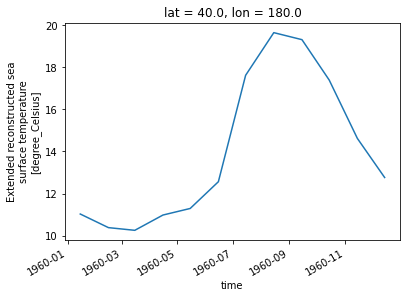 lat = 40.0, lon = 180.0
Extended reconstructed sea
surface temperature
[degree_Celsius]
20
18
16
14
12
10
1960-01
1960-03
1960-05
1960-07
1960-09
1960-11
time